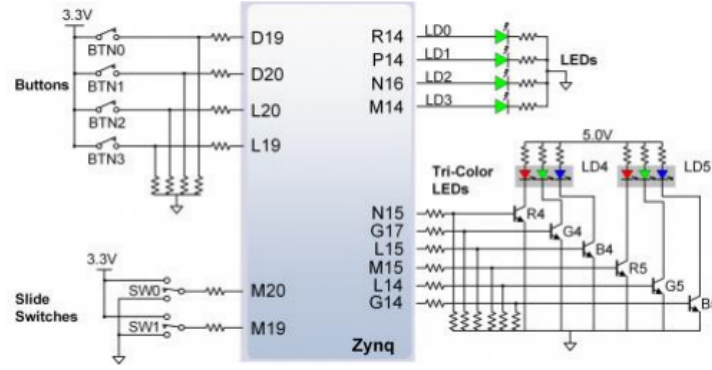 3.3V
BTN0
BTN1
BTN2
BTN3
Buttons
D19
D20
L20
L19
R14
P14
N16
M14
LD0
LD1
LD2
LD3
LEDs
5.0V
LD4
LD5
Tri-Color
LEDs
N15
G17
L15
M15
L14
G14
R4
G4
B4
R5
G5
3.3V
Slide
Switches
SW0
SW1
M20
M19
Zynq